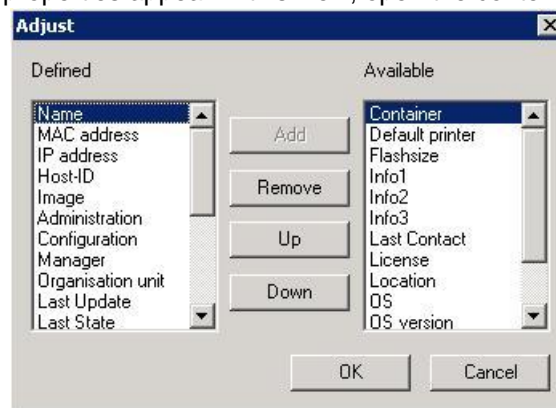 Adjust
Defined
Available
Name
MAC address
IP address
Host-ID
Image
Administration
Configuration
Manager
Organisation unit
Last Update
Last State
Add
Remove
Up
Down
Container
Default printer
Flashsize
Info1
Info2
Info3
Last Contact
License
Location
OS
OS version
OK
Cancel